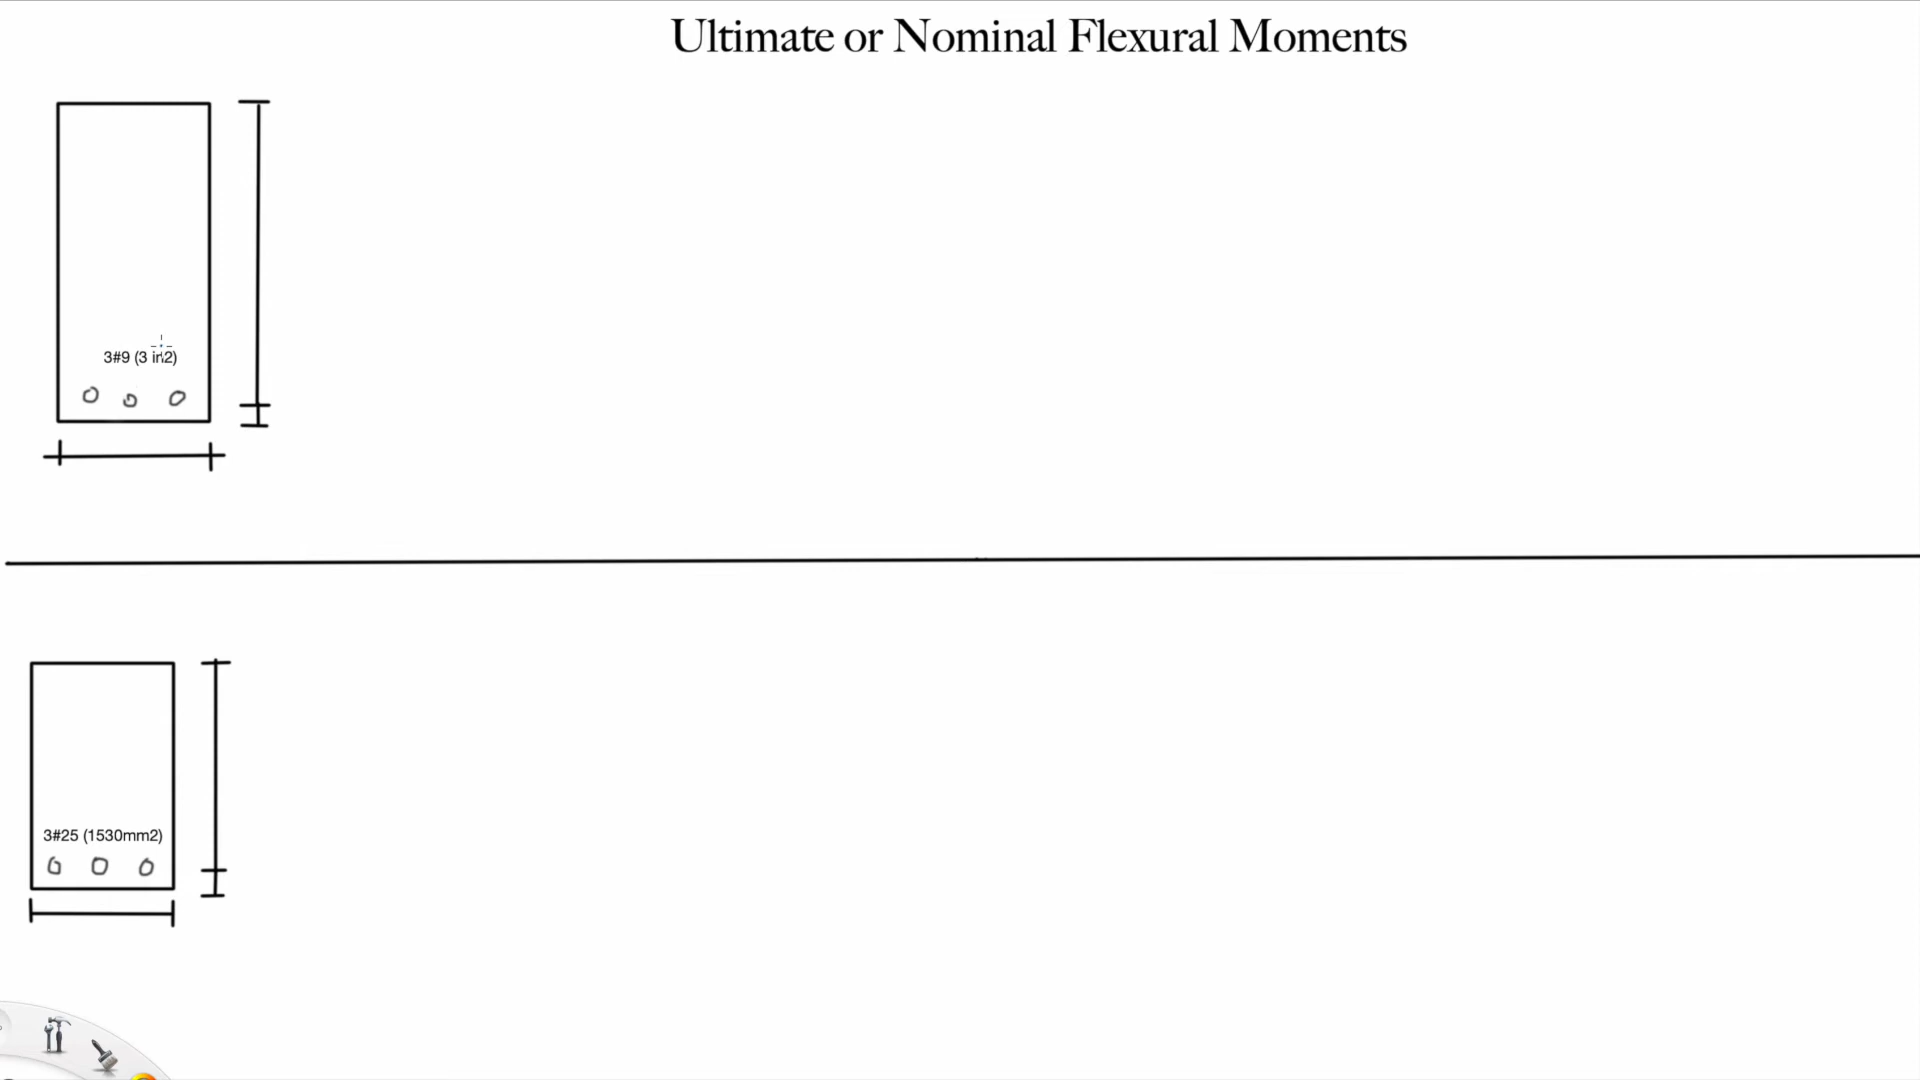 Ultimate or Nominal Flexural Moments
3#9 (3 in2)
3#25 (1530mm2)